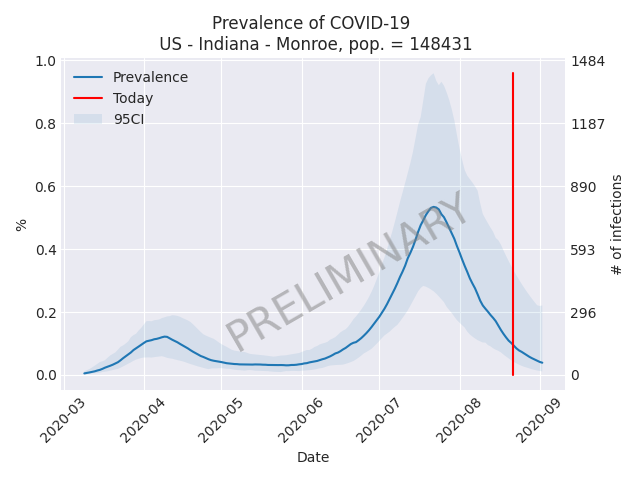 Prevalence of COVID-19
US - Indiana - Monroe, pop. = 148431
Prevalence
Today
95CI
PRELIMINARY
1.0
0.8
0.6
0.4
0.2
0.0
%
1484
1187
890
593
296
0
# of infections
2020-03
2020-04
2020-05
2020-06
2020-07
2020-08
2020-09
Date